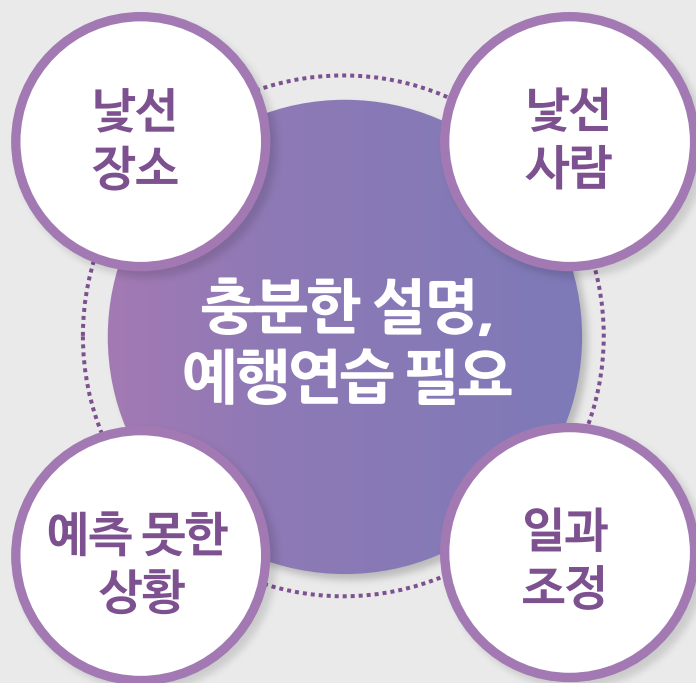 낯선
장소
낯선
사람
충분한 설명,
예행연습 필요
예측 못한
상황
일과
조정